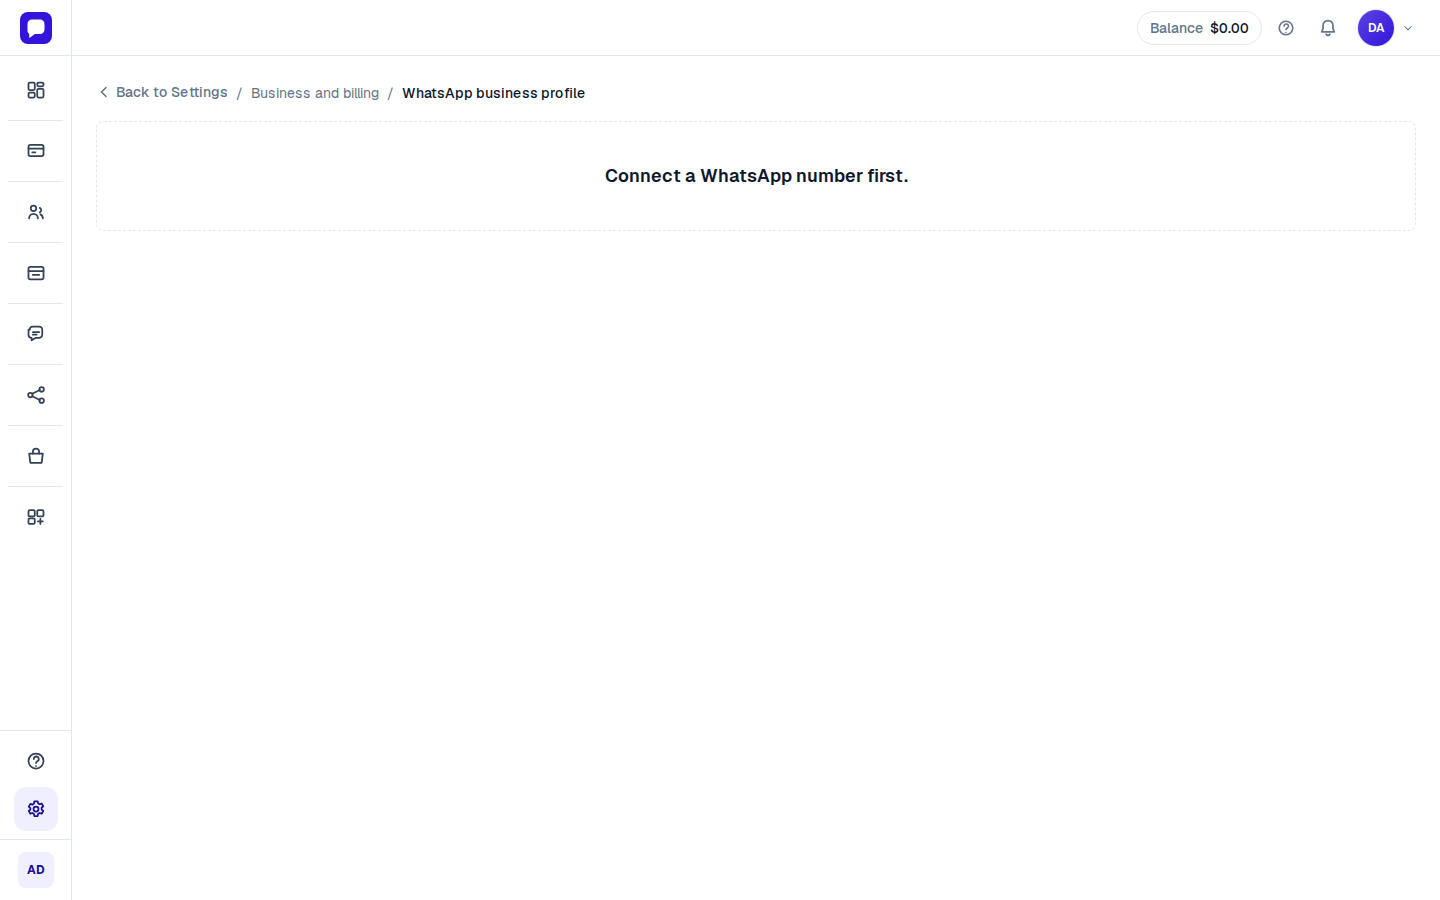 Balance $0.00
DA
Back to Settings / Business and billing / WhatsApp business profile
Connect a WhatsApp number first.
AD